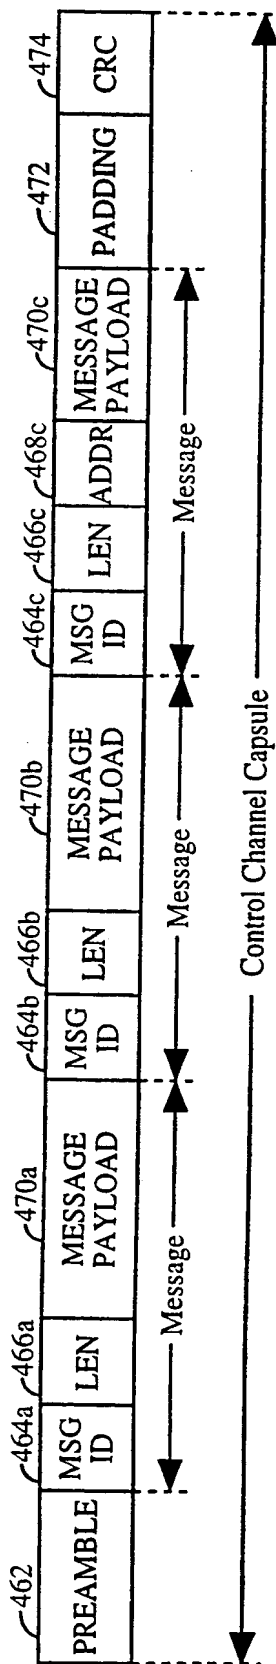 462
464a
466a
470a
464b
466b
470b
464c
466c
468c
470c
472
474
PREAMBLE
MSG
ID
LEN
MESSAGE
PAYLOAD
MSG
ID
LEN
MESSAGE
PAYLOAD
MSG
ID
LEN
ADDR
MESSAGE
PAYLOAD
PADDING
CRC
Message
Message
Message
Control Channel Capsule